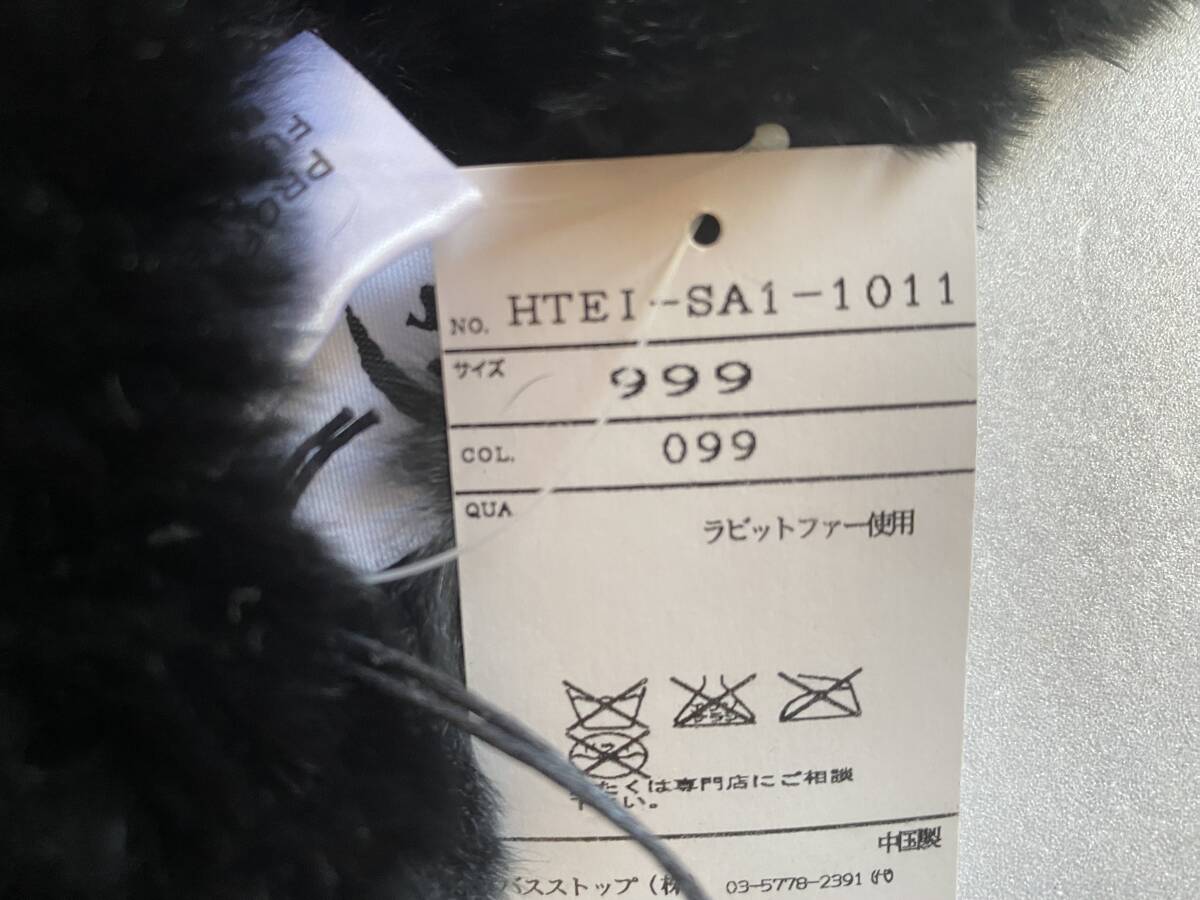 NO. HTEI-SA1-1011
サイズ 999
COL. 099
QUA
ラビットファー使用
たくは専門店にご相談
い。
中国製
バスストップ(株 03-5778-2391 ㈹